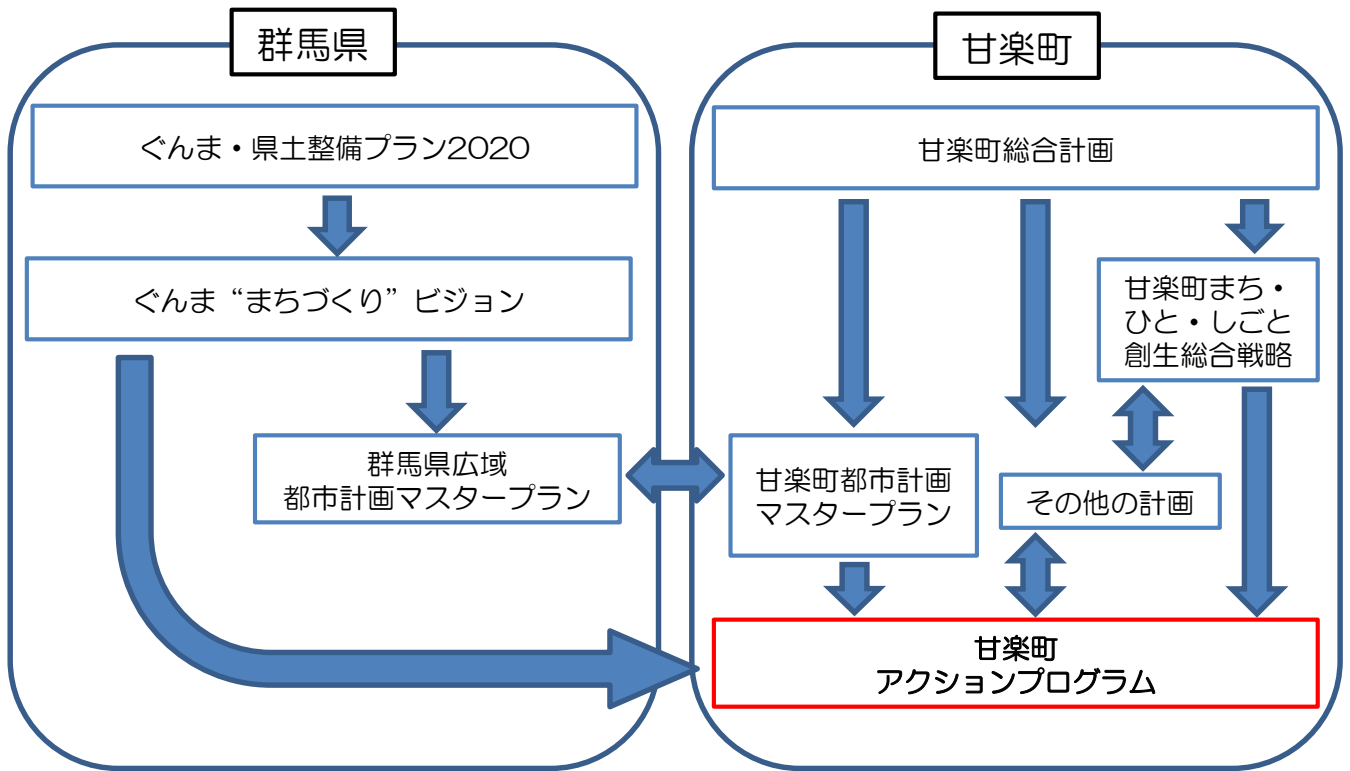 群馬県
ぐんま・県土整備プラン2020
ぐんま “まちづくり” ビジョン
群馬県広域
都市計画マスタープラン
甘楽町
甘楽町総合計画
甘楽町まち・
ひと・しごと
創生総合戦略
甘楽町都市計画
マスタープラン
その他の計画
甘楽町
アクションプログラム